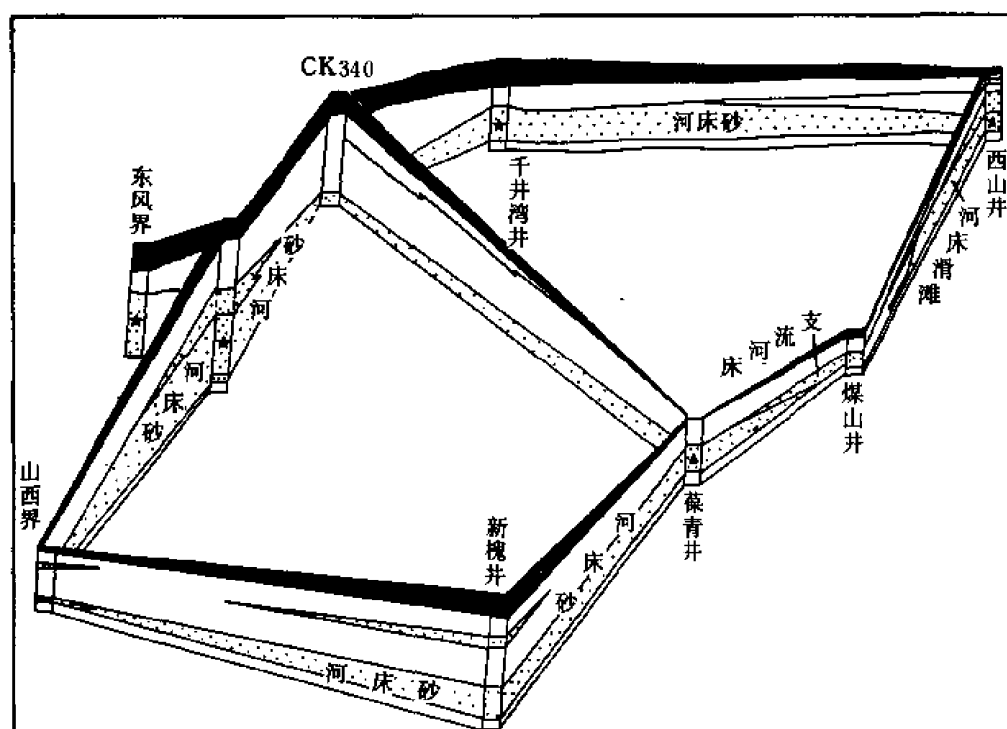 CK340
河床砂
千井湾井
西山井
东风界
河床滑滩
河床砂
支流河床
河床砂
煤山井
山西界
葆青井
新槐井
河床砂
河床砂